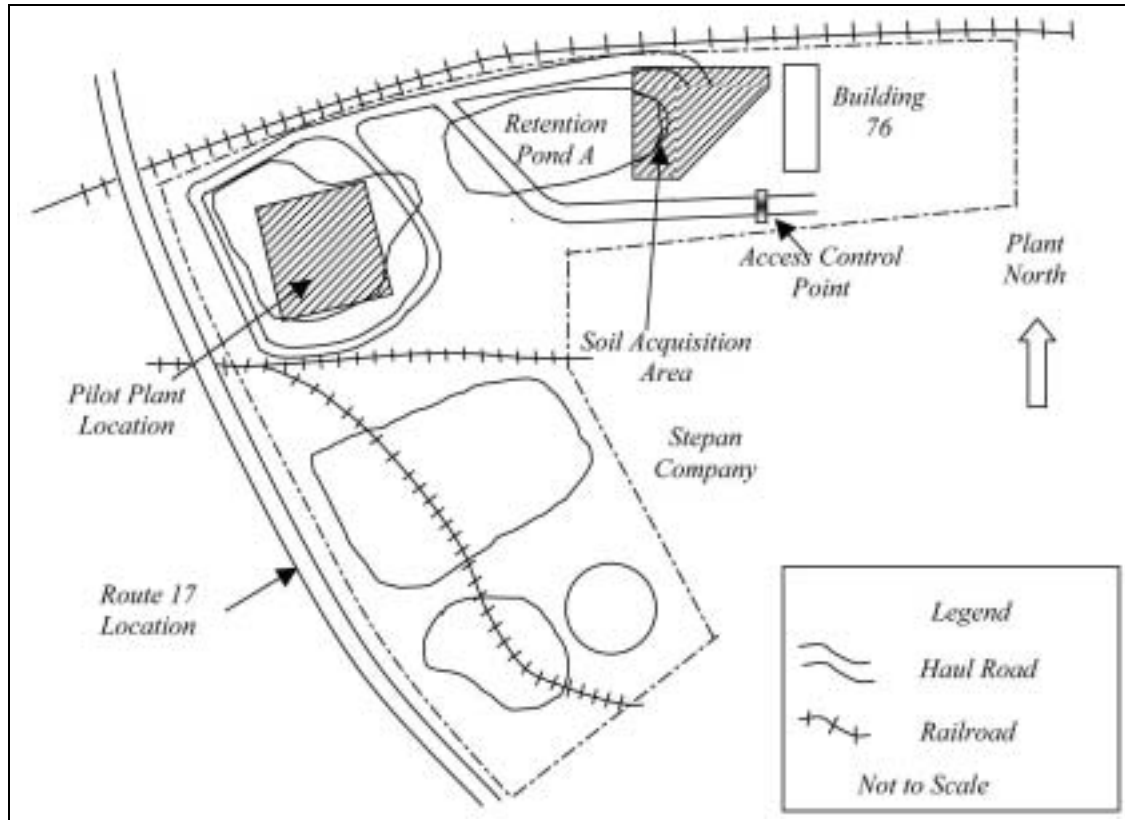 Retention
Pond A
Building
76
Access Control
Point
Plant
North
Soil Acquisition
Area
Pilot Plant
Location
Stepan
Company
Route 17
Location
Legend
Haul Road
Railroad
Not to Scale